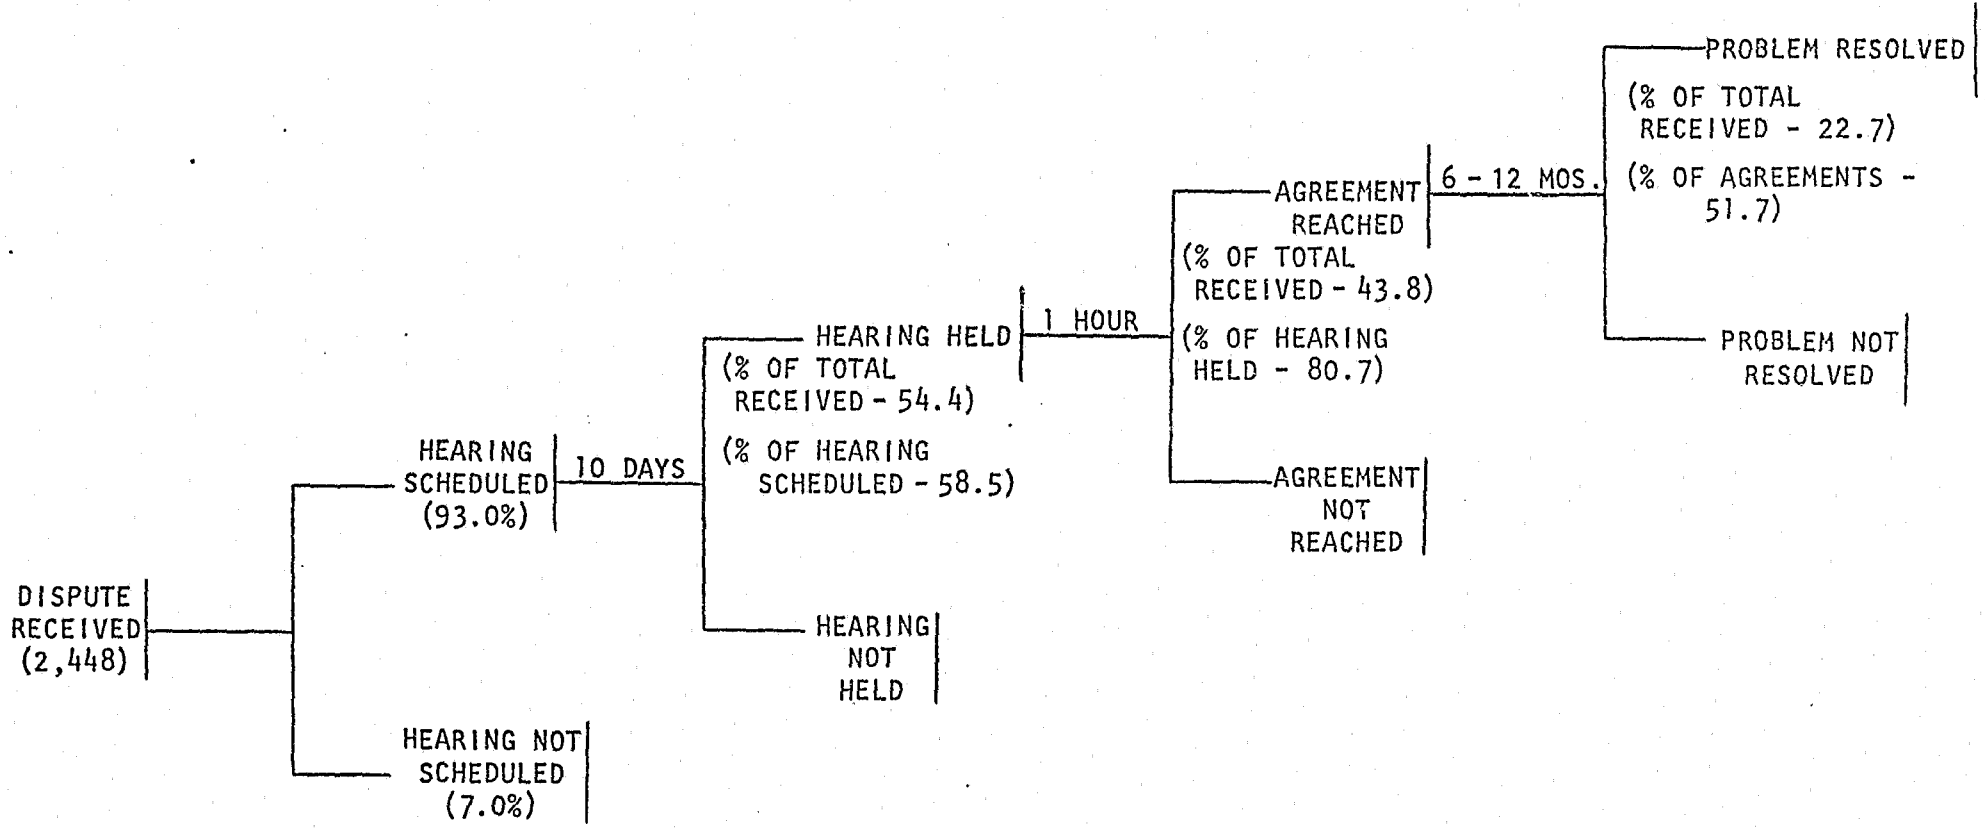 DISPUTE
RECEIVED
(2,448)
HEARING
SCHEDULED
(93.0%)
HEARING NOT
SCHEDULED
(7.0%)
10 DAYS
HEARING HELD
(% OF TOTAL
RECEIVED - 54.4)
(% OF HEARING
SCHEDULED - 58.5)
HEARING
NOT
HELD
1 HOUR
AGREEMENT
REACHED
(% OF TOTAL
RECEIVED - 43.8)
(% OF HEARING
HELD - 80.7)
AGREEMENT
NOT
REACHED
6 - 12 MOS.
PROBLEM RESOLVED
(% OF TOTAL
RECEIVED - 22.7)
(% OF AGREEMENTS -
51.7)
PROBLEM NOT
RESOLVED